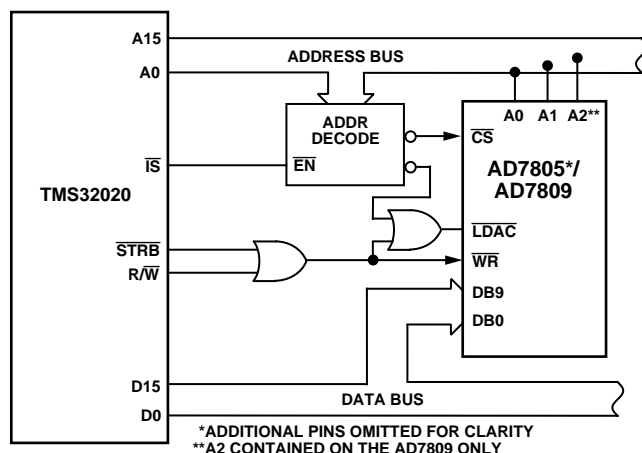 A15
ADDRESS BUS
A0
A0 A1 A2**
ADDR
DECODE
CS
IS
EN
AD7805*/
AD7809
TMS32020
LDAC
STRB
R/W
WR
DB9
DB0
D15
DATA BUS
D0
*ADDITIONAL PINS OMITTED FOR CLARITY
**A2 CONTAINED ON THE AD7809 ONLY